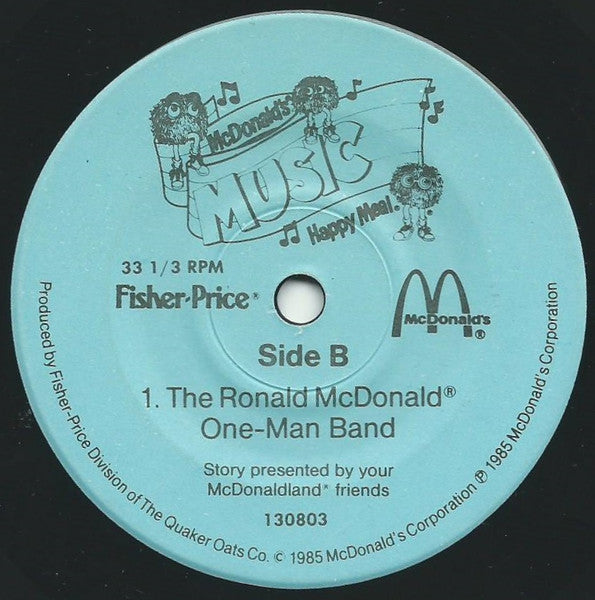 McDonald's®
MUSIC
Happy Meal®
33 1/3 RPM
Fisher-Price®
McDonald's
®
Side B
1. The Ronald McDonald®
One-Man Band
Story presented by your
McDonaldland® friends
130803
Produced by Fisher-Price Division of The Quaker Oats Co. © 1985 McDonald's Corporation ℗ 1985 McDonald's Corporation